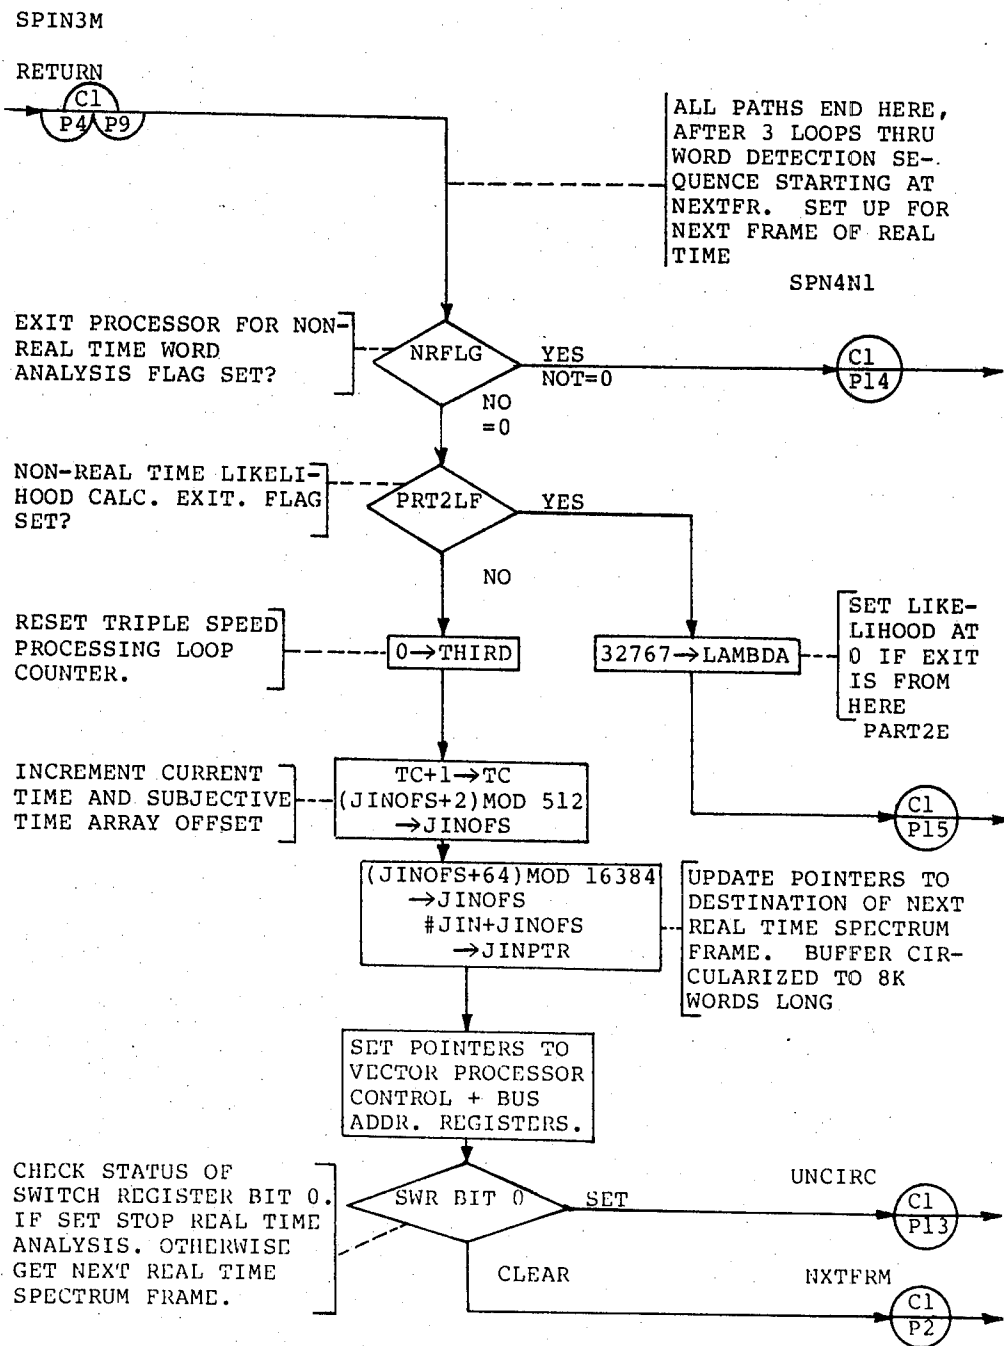 SPIN3M
RETURN
C1
P4 P9
ALL PATHS END HERE,
AFTER 3 LOOPS THRU
WORD DETECTION SE-
QUENCE STARTING AT
NEXTFR. SET UP FOR
NEXT FRAME OF REAL
TIME
SPN4N1
EXIT PROCESSOR FOR NON-
REAL TIME WORD
ANALYSIS FLAG SET?
NRFLG
YES
NOT=0
C1
P14
NO
=0
NON-REAL TIME LIKELI-
HOOD CALC. EXIT. FLAG
SET?
PRT2LF
YES
NO
RESET TRIPLE SPEED
PROCESSING LOOP
COUNTER.
0→THIRD
32767→LAMBDA
SET LIKE-
LIHOOD AT
0 IF EXIT
IS FROM
HERE
PART2E
INCREMENT CURRENT
TIME AND SUBJECTIVE
TIME ARRAY OFFSET
TC+1→TC
(JINOFS+2)MOD 512
→JINOFS
C1
P15
(JINOFS+64)MOD 16384
→JINOFS
#JIN+JINOFS
→JINPTR
UPDATE POINTERS TO
DESTINATION OF NEXT
REAL TIME SPECTRUM
FRAME. BUFFER CIR-
CULARIZED TO 8K
WORDS LONG
SET POINTERS TO
VECTOR PROCESSOR
CONTROL + BUS
ADDR. REGISTERS.
CHECK STATUS OF
SWITCH REGISTER BIT 0.
IF SET STOP REAL TIME
ANALYSIS. OTHERWISE
GET NEXT REAL TIME
SPECTRUM FRAME.
SWR BIT 0
SET
UNCIRC
C1
P13
CLEAR
NXTFRM
C1
P2